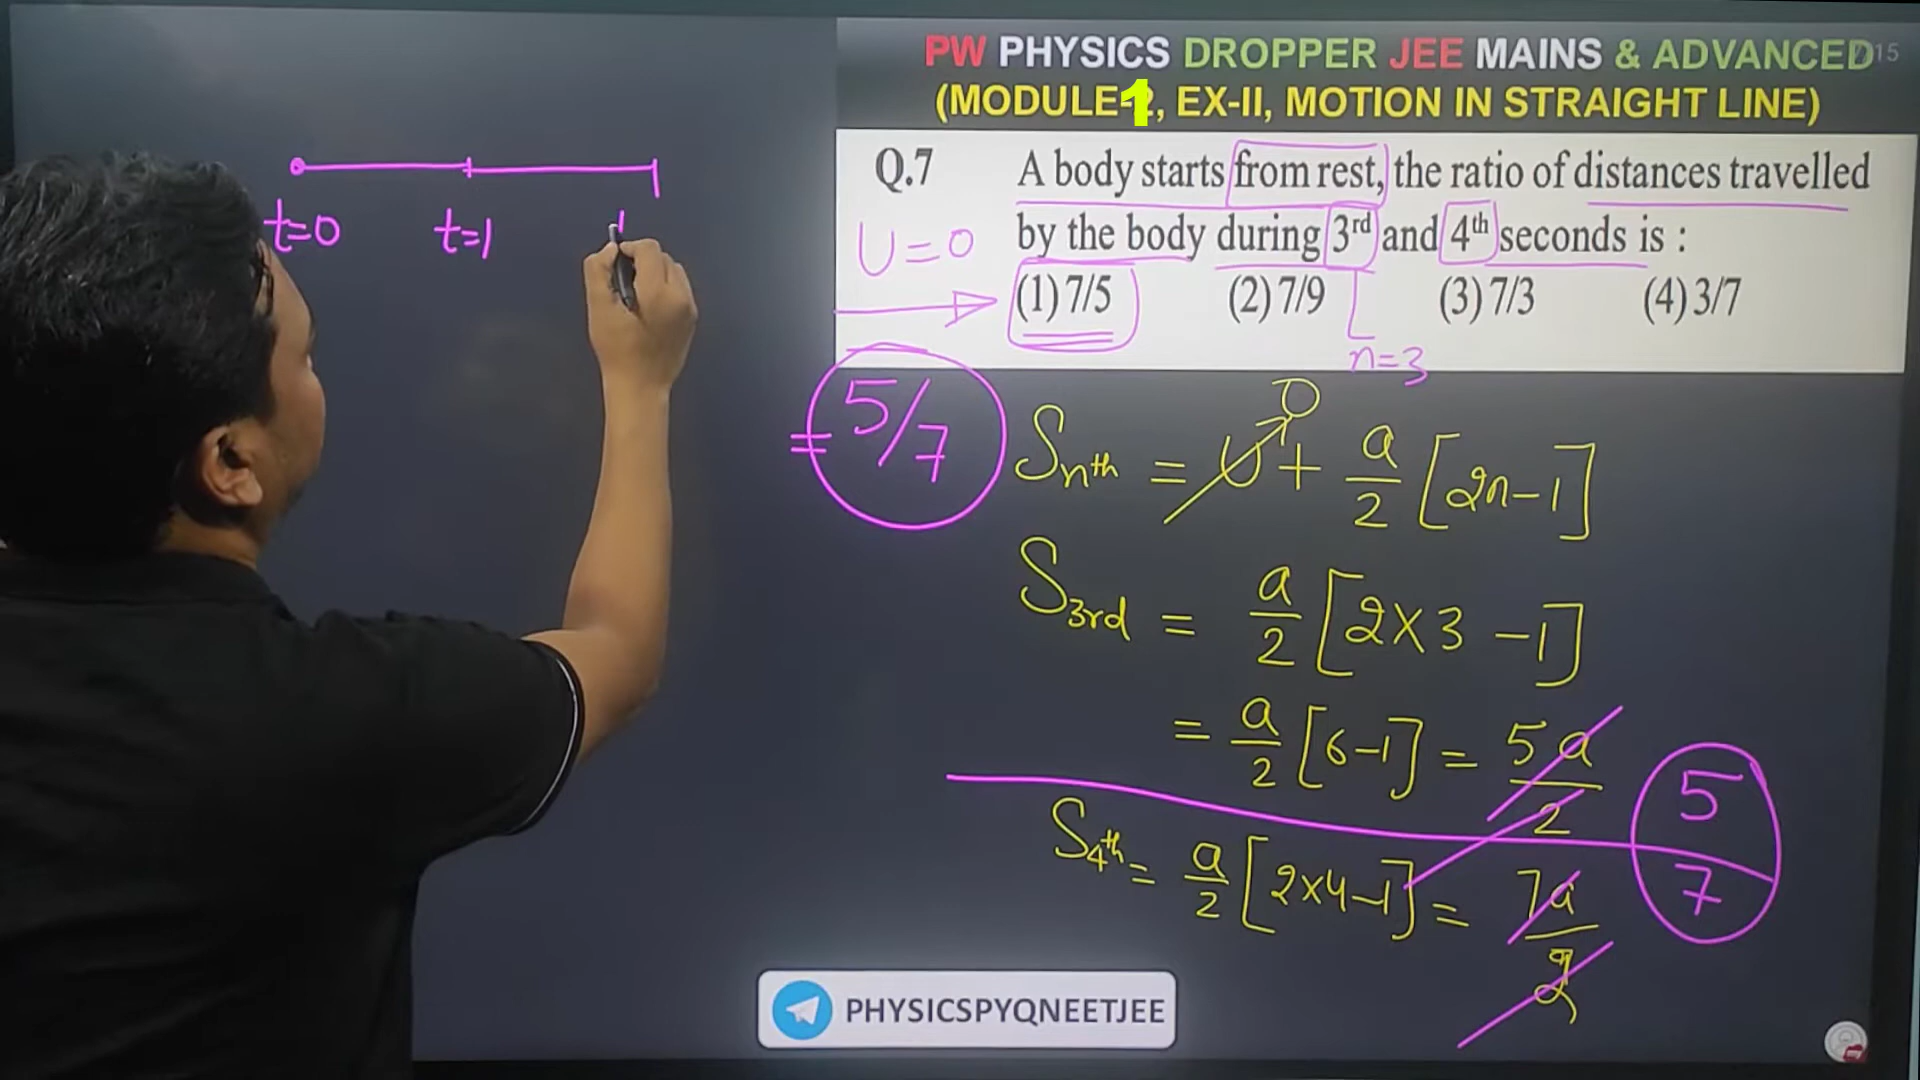 PW PHYSICS DROPPER JEE MAINS & ADVANCED
(MODULE-1, EX-II, MOTION IN STRAIGHT LINE)
Q.7 A body starts from rest, the ratio of distances travelled
by the body during 3rd and 4th seconds is :
(1) 7/5 (2) 7/9 (3) 7/3 (4) 3/7
U = 0
n = 3
t=0 t=1
= 5/7
Snth = U + a/2 [2n-1]
0
S3rd = a/2 [2×3-1]
= a/2 [6-1] = 5a/2
S4th = a/2 [2×4-1] = 7a/2
5/7
PHYSICSPYQNEETJEE